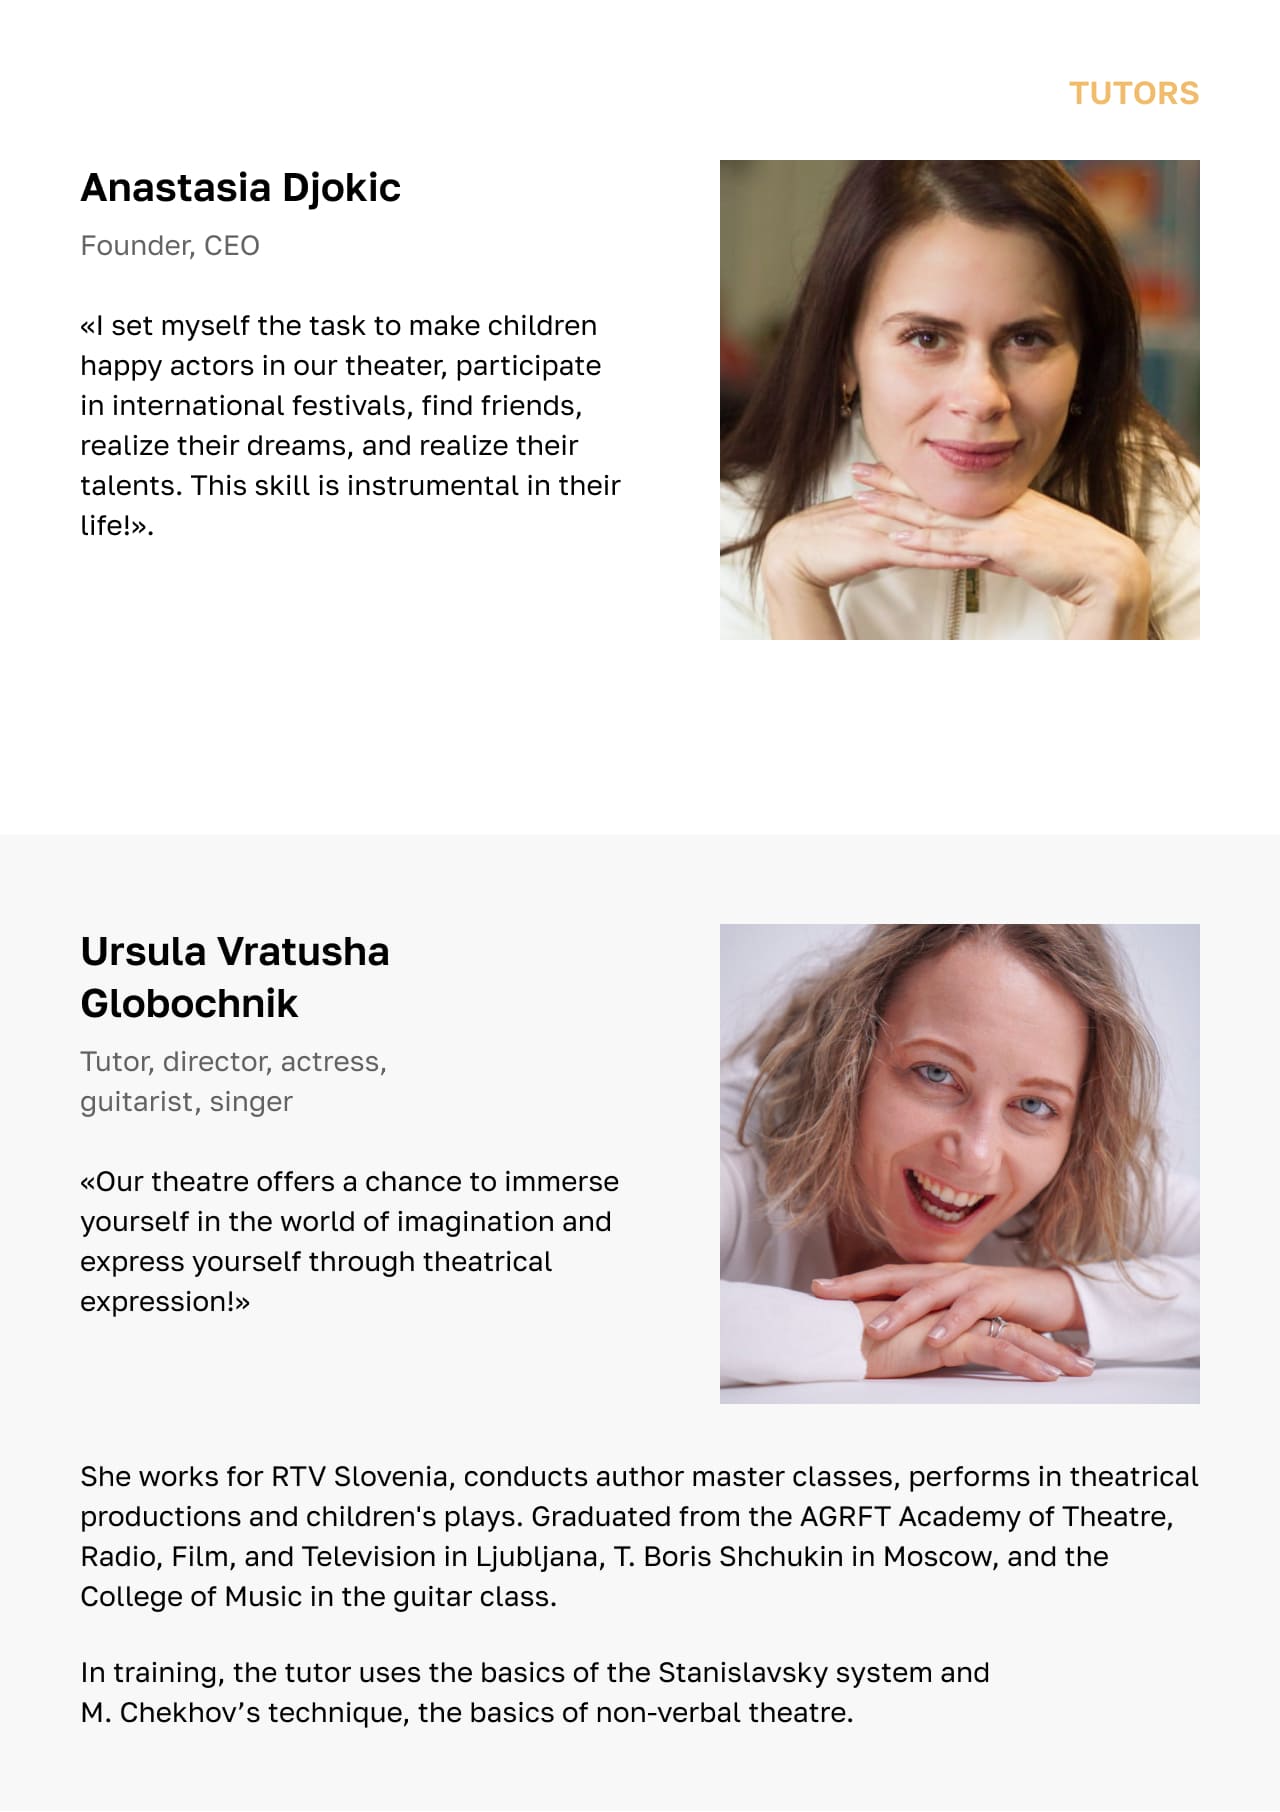 TUTORS
Anastasia Djokic
Founder, CEO
«I set myself the task to make children
happy actors in our theater, participate
in international festivals, find friends,
realize their dreams, and realize their
talents. This skill is instrumental in their
life!».
Ursula Vratusha
Globochnik
Tutor, director, actress,
guitarist, singer
«Our theatre offers a chance to immerse
yourself in the world of imagination and
express yourself through theatrical
expression!»
She works for RTV Slovenia, conducts author master classes, performs in theatrical
productions and children's plays. Graduated from the AGRFT Academy of Theatre,
Radio, Film, and Television in Ljubljana, T. Boris Shchukin in Moscow, and the
College of Music in the guitar class.
In training, the tutor uses the basics of the Stanislavsky system and
M. Chekhov’s technique, the basics of non-verbal theatre.